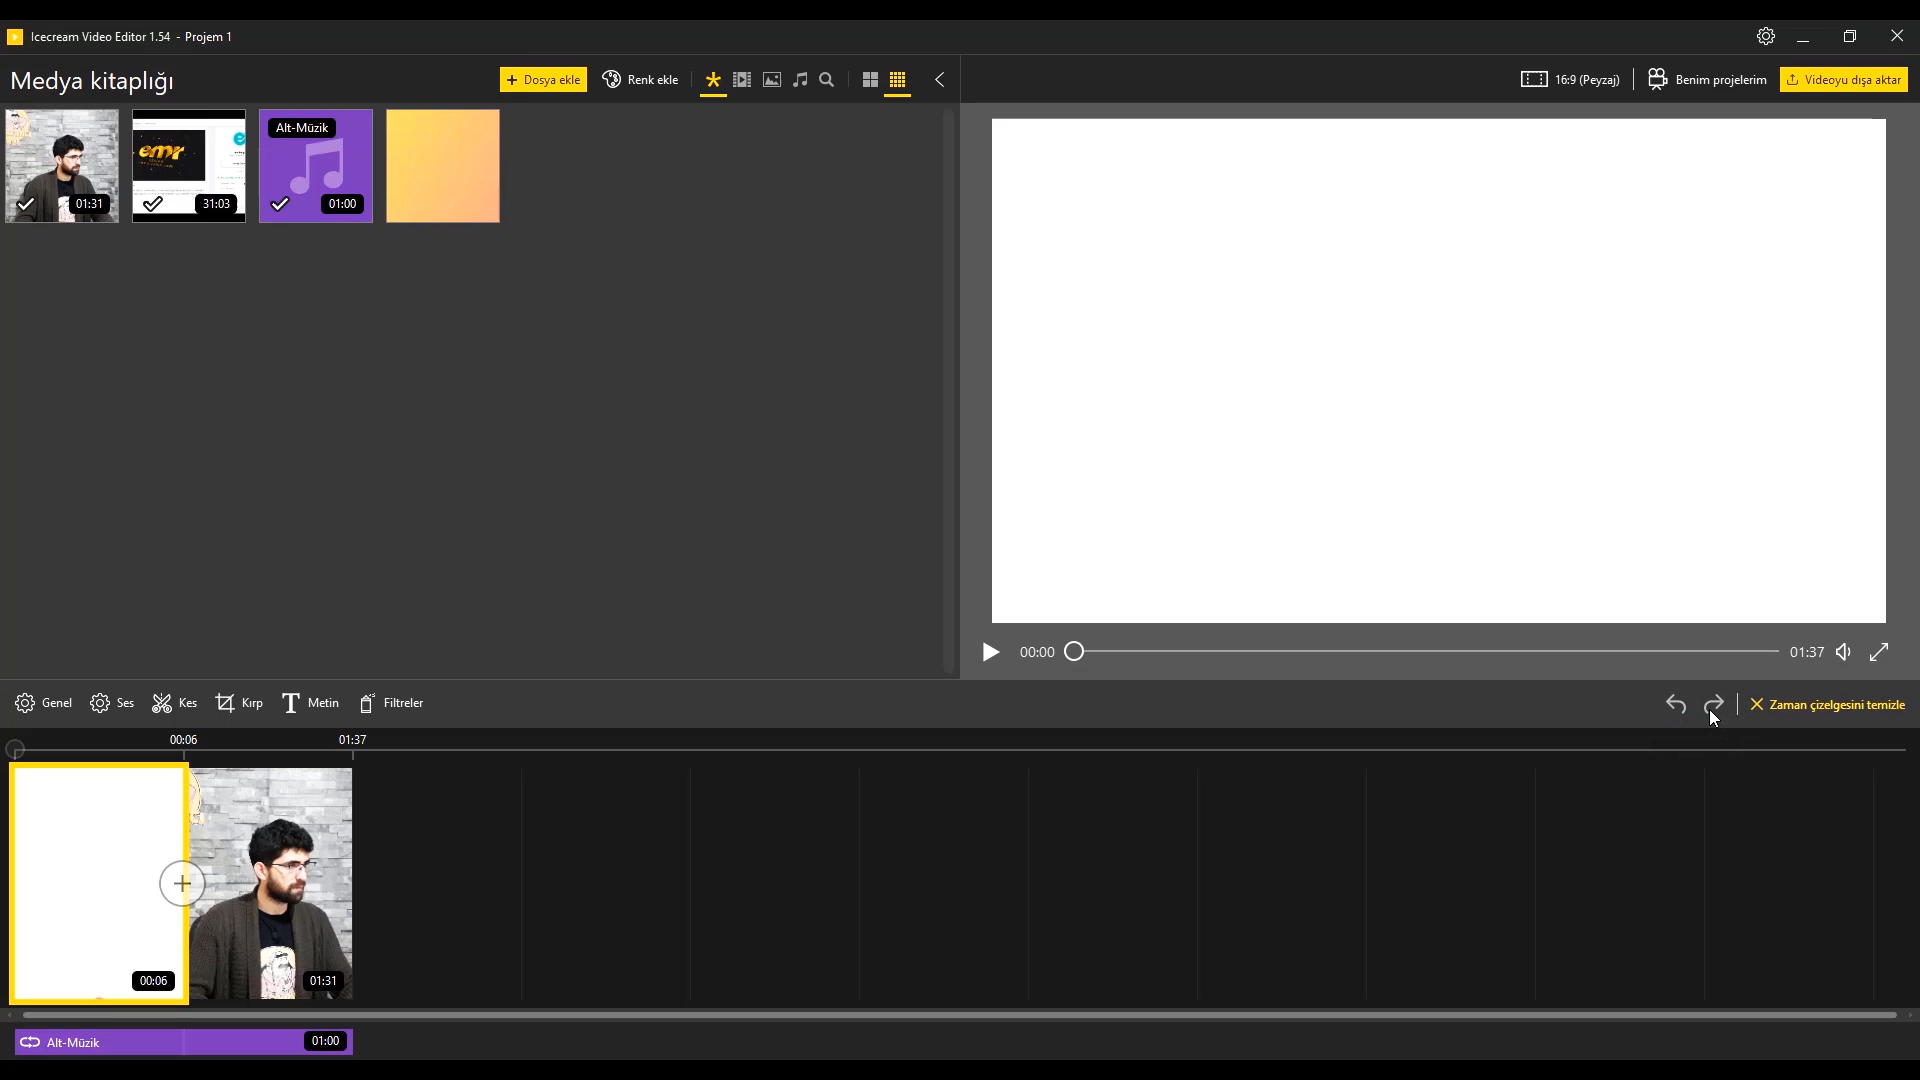 Icecream Video Editor 1.54 - Projem 1
Medya kitaplığı
+ Dosya ekle
Renk ekle
16:9 (Peyzaj)
Benim projelerim
Videoyu dışa aktar
01:31
emr
31:03
Alt-Müzik
01:00
00:00
01:37
Genel
Ses
Kes
Kırp
Metin
Filtreler
Zaman çizelgesini temizle
00:06
01:37
00:06
01:31
Alt-Müzik
01:00